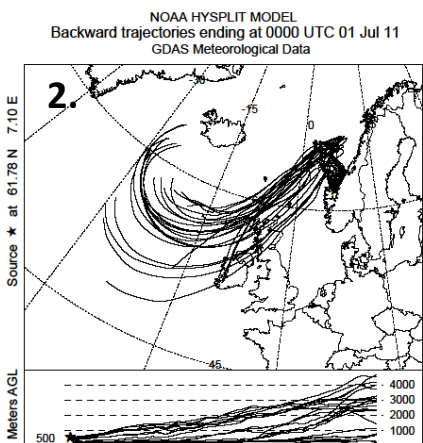 NOAA HYSPLIT MODEL
Backward trajectories ending at 0000 UTC 01 Jul 11
GDAS Meteorological Data
2.
-30
-15
0
45
Source ★ at 61.78 N 7.10 E
Meters AGL
500
4000
3000
2000
1000